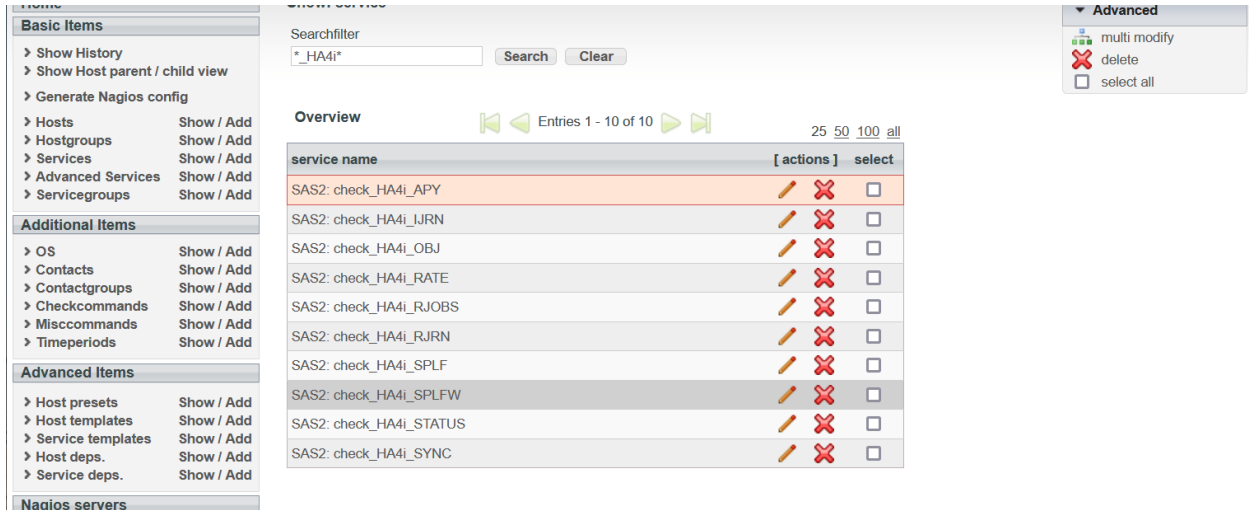 Home
Basic Items
Show History
Show Host parent / child view
Generate Nagios config
Hosts Show / Add
Hostgroups Show / Add
Services Show / Add
Advanced Services Show / Add
Servicegroups Show / Add
Additional Items
OS Show / Add
Contacts Show / Add
Contactgroups Show / Add
Checkcommands Show / Add
Misccommands Show / Add
Timeperiods Show / Add
Advanced Items
Host presets Show / Add
Host templates Show / Add
Service templates Show / Add
Host deps. Show / Add
Service deps. Show / Add
Nagios servers
Show: service
Searchfilter
*_HA4i* Search Clear
Overview Entries 1 - 10 of 10 25 50 100 all
service name [ actions ] select
SAS2: check_HA4i_APY
SAS2: check_HA4i_IJRN
SAS2: check_HA4i_OBJ
SAS2: check_HA4i_RATE
SAS2: check_HA4i_RJOBS
SAS2: check_HA4i_RJRN
SAS2: check_HA4i_SPLF
SAS2: check_HA4i_SPLFW
SAS2: check_HA4i_STATUS
SAS2: check_HA4i_SYNC
Advanced
multi modify
delete
select all